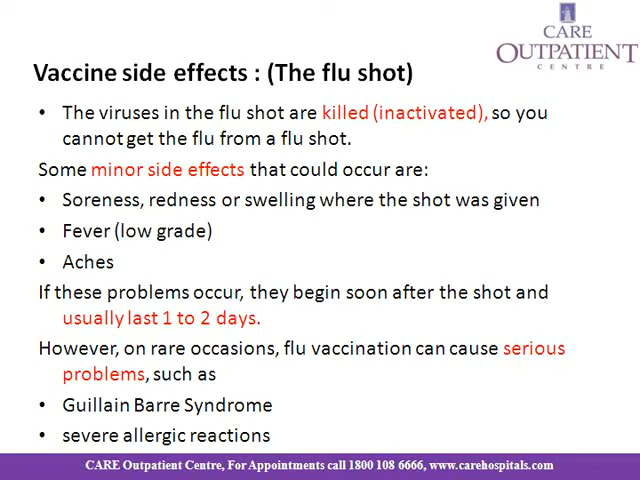 CARE
OUTPATIENT
CENTRE
Vaccine side effects : (The flu shot)
• The viruses in the flu shot are killed (inactivated), so you
cannot get the flu from a flu shot.
Some minor side effects that could occur are:
• Soreness, redness or swelling where the shot was given
• Fever (low grade)
• Aches
If these problems occur, they begin soon after the shot and
usually last 1 to 2 days.
However, on rare occasions, flu vaccination can cause serious
problems, such as
• Guillain Barre Syndrome
• severe allergic reactions
CARE Outpatient Centre, For Appointments call 1800 108 6666, www.carehospitals.com